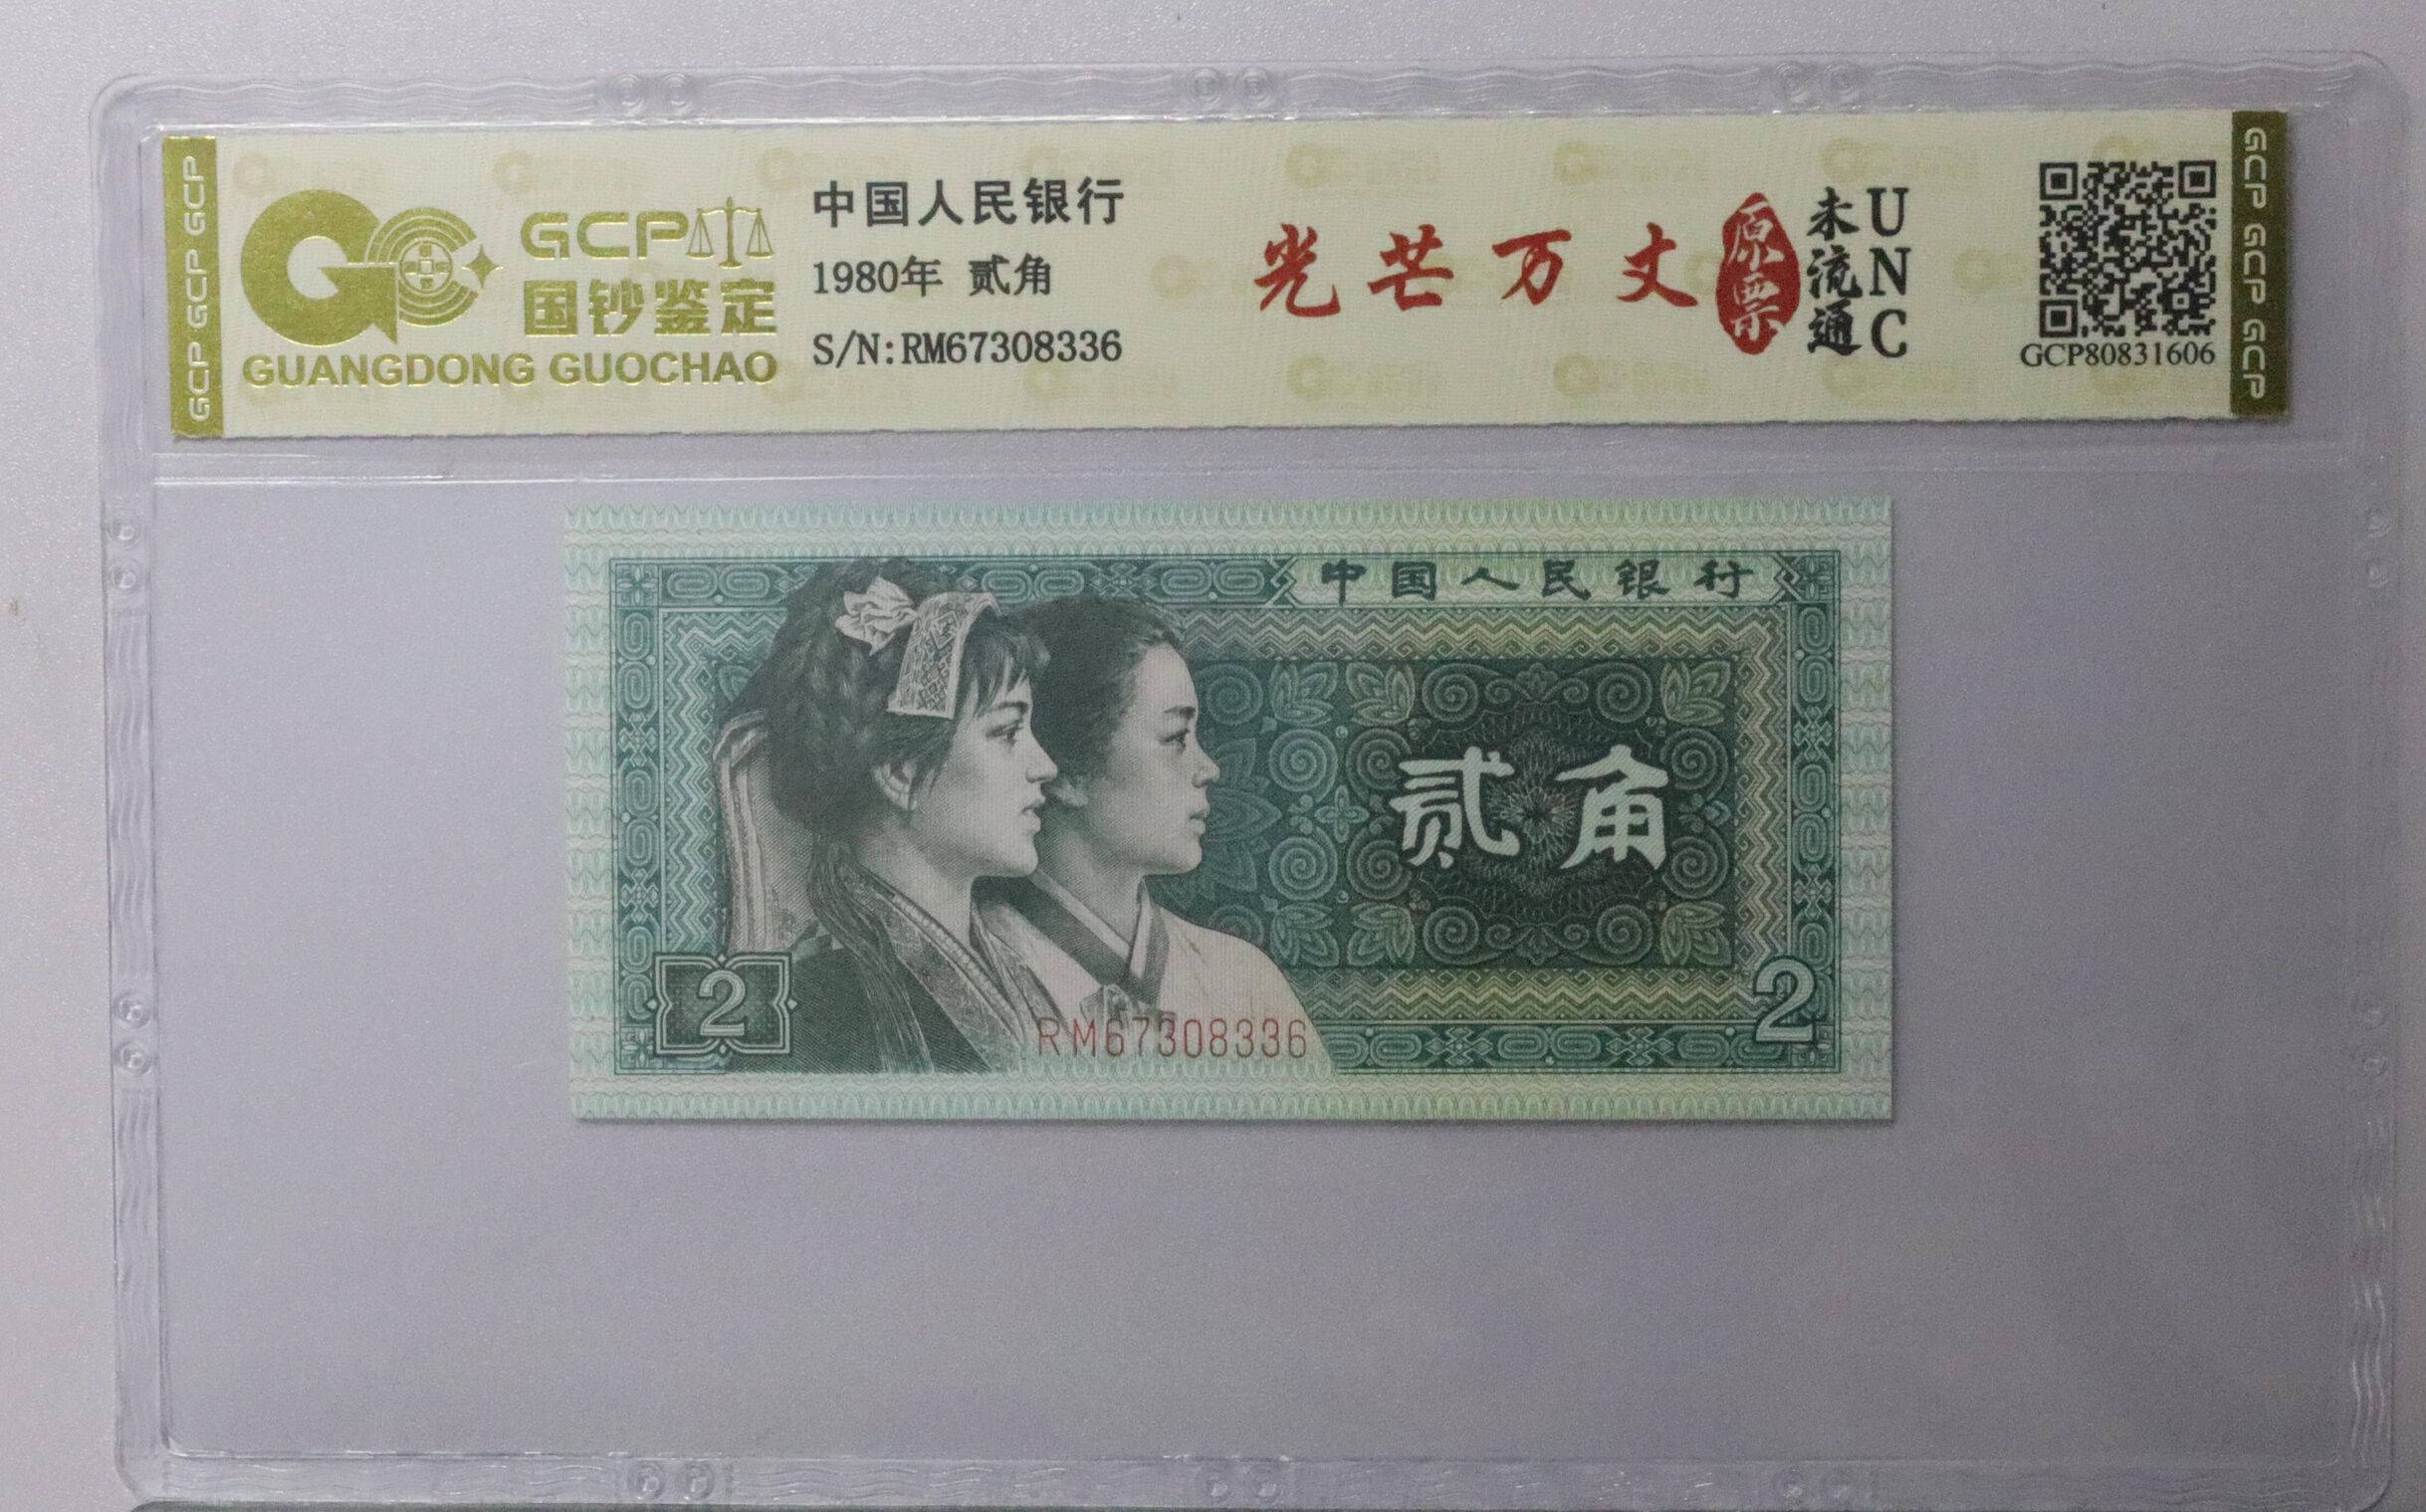 GCP GCP GCP
GCP
国钞鉴定
GUANGDONG GUOCHAO
中国人民银行
1980年 贰角
S/N:RM67308336
光芒万丈
原票
未流通
UNC
GCP80831606
GCP GCP GCP
中国人民银行
贰角
2
RM67308336
2